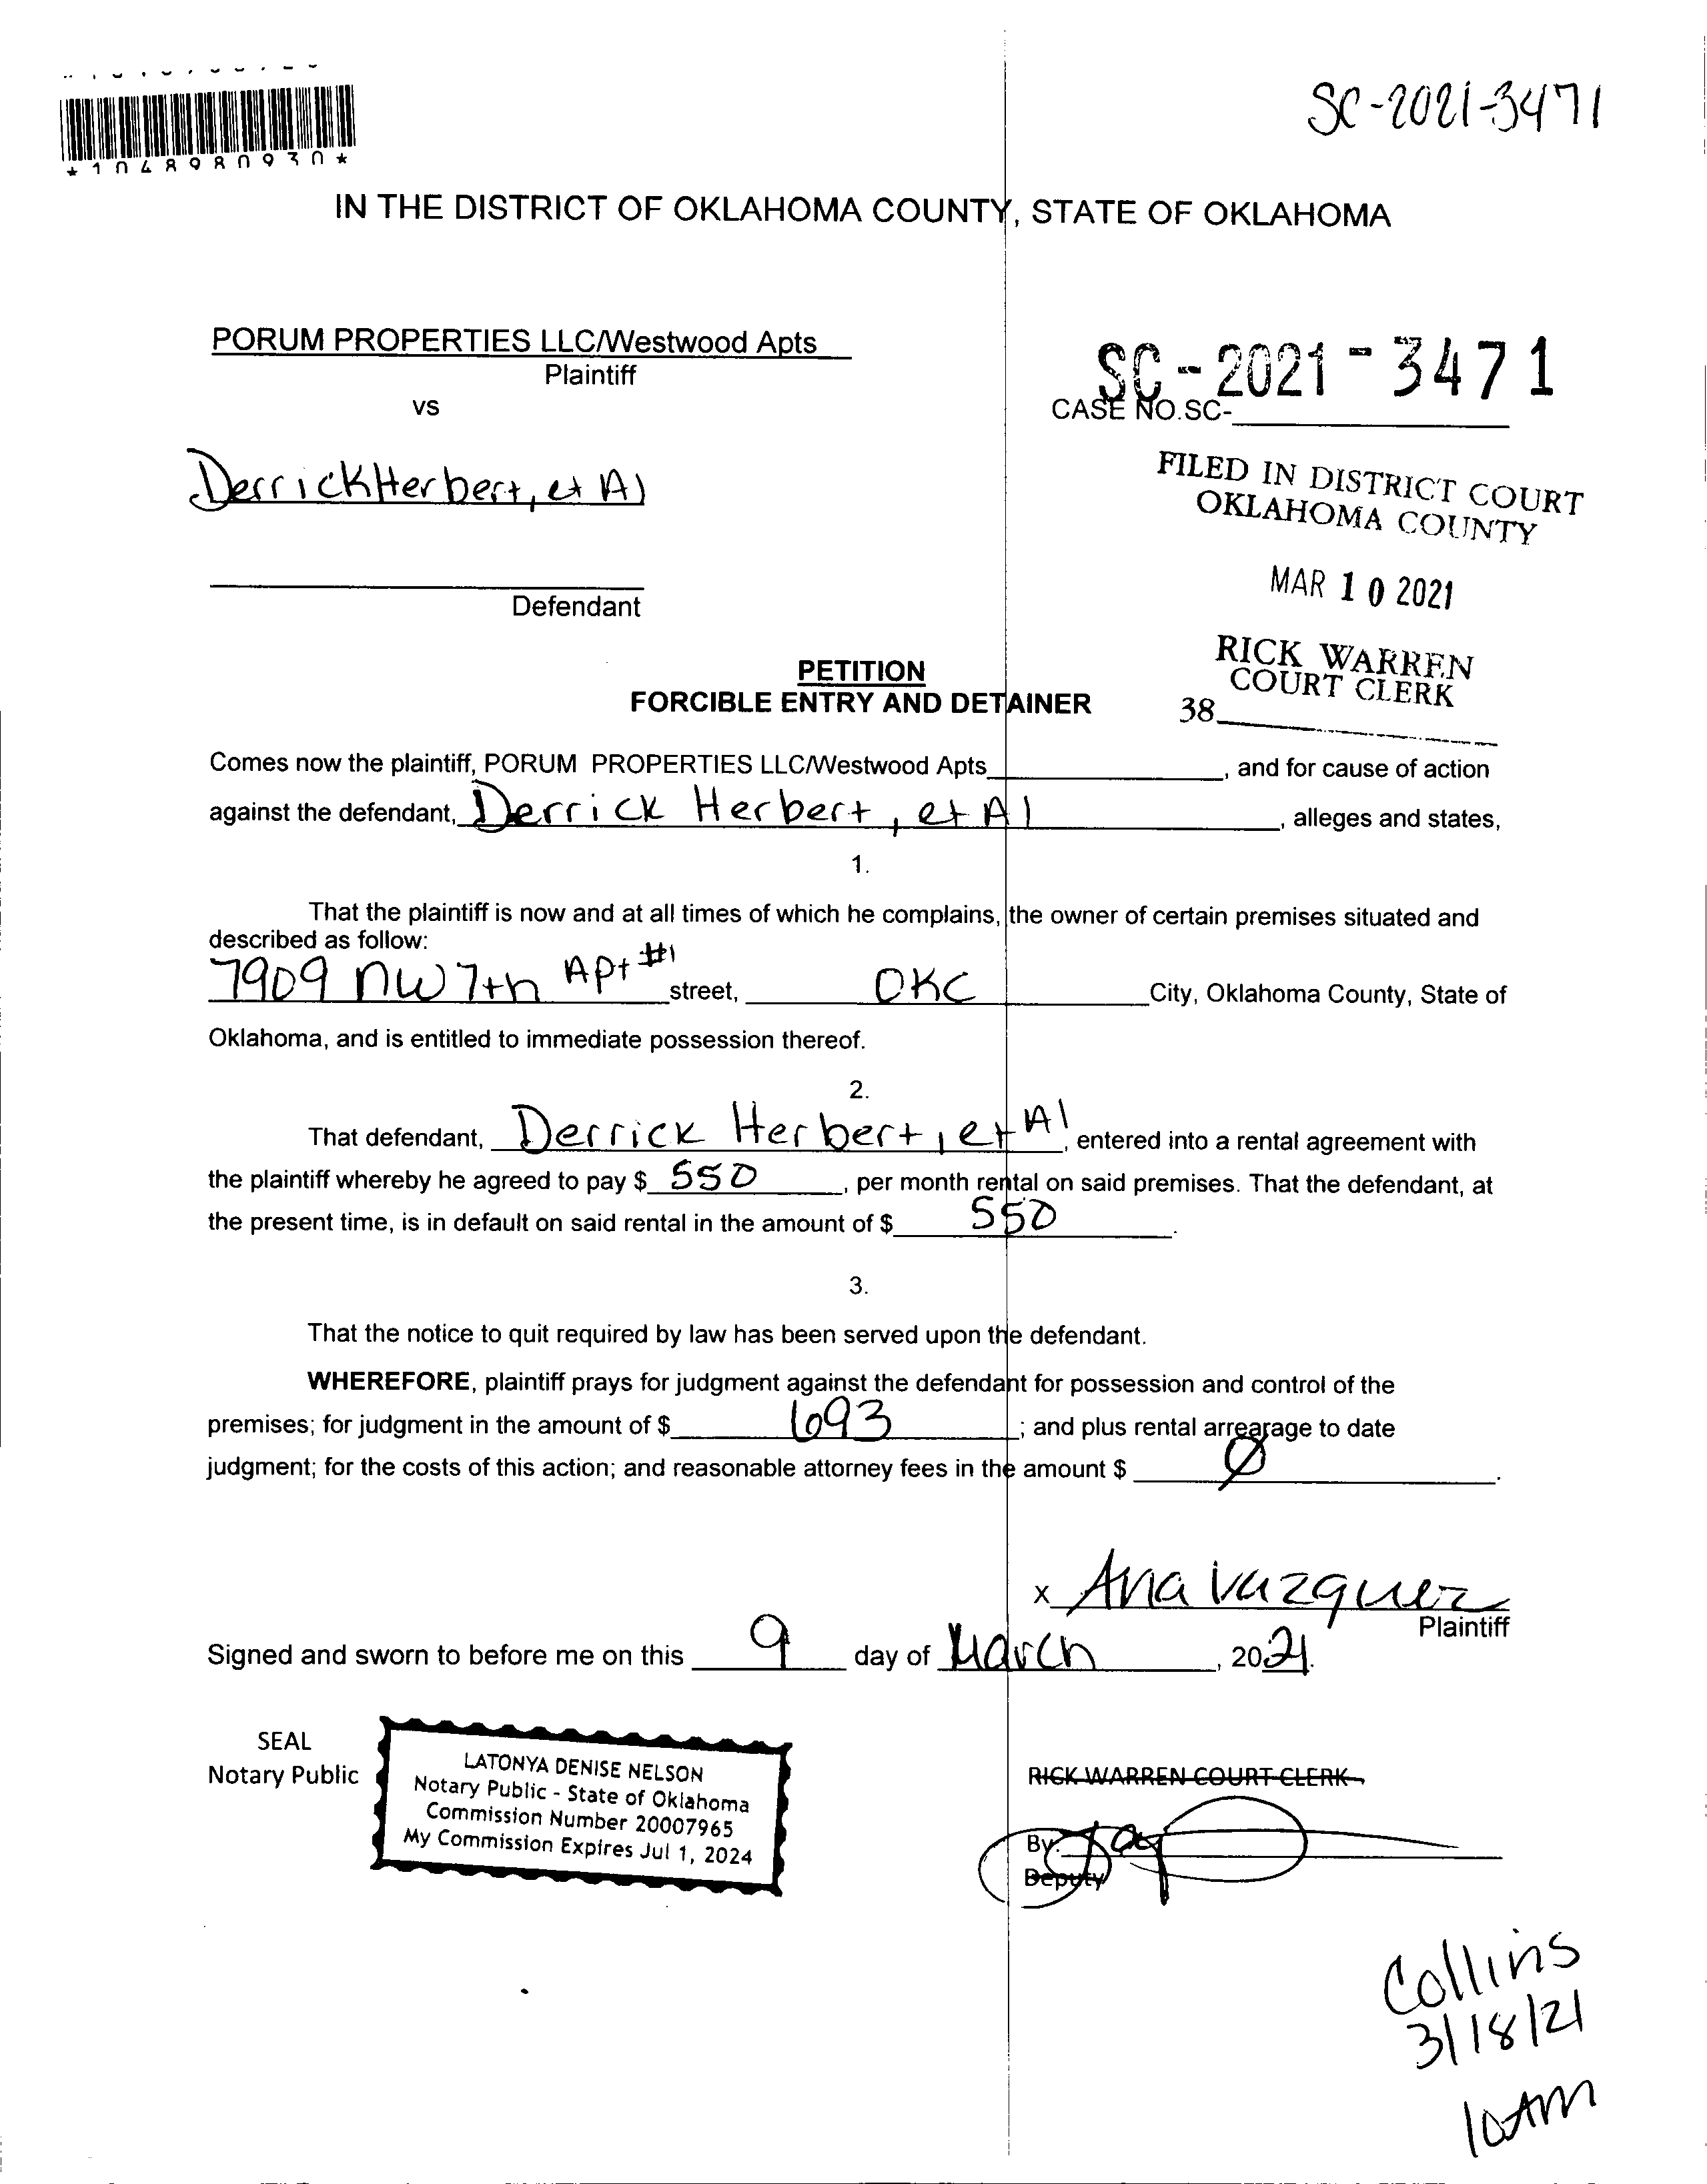 SC-2021-3471
*1048980930*
IN THE DISTRICT OF OKLAHOMA COUNTY, STATE OF OKLAHOMA
PORUM PROPERTIES LLC/Westwood Apts
Plaintiff
vs
SC-2021-3471
CASE NO.SC-
Derrick Herbert, et Al
FILED IN DISTRICT COURT
OKLAHOMA COUNTY
MAR 10 2021
Defendant
RICK WARREN
COURT CLERK
38
PETITION
FORCIBLE ENTRY AND DETAINER
Comes now the plaintiff, PORUM PROPERTIES LLC/Westwood Apts, and for cause of action
against the defendant, Derrick Herbert, et Al, alleges and states,
1.
That the plaintiff is now and at all times of which he complains, the owner of certain premises situated and
described as follow:
7909 NW 7th Apt #1 street, OKC City, Oklahoma County, State of
Oklahoma, and is entitled to immediate possession thereof.
2.
That defendant, Derrick Herbert, et Al, entered into a rental agreement with
the plaintiff whereby he agreed to pay $ 550, per month rental on said premises. That the defendant, at
the present time, is in default on said rental in the amount of $ 550.
3.
That the notice to quit required by law has been served upon the defendant.
WHEREFORE, plaintiff prays for judgment against the defendant for possession and control of the
premises; for judgment in the amount of $ 693; and plus rental arrearage to date
judgment; for the costs of this action; and reasonable attorney fees in the amount $ Ø.
x Ana Vazquez
Plaintiff
Signed and sworn to before me on this 9 day of March, 2021.
SEAL
Notary Public
LATONYA DENISE NELSON
Notary Public - State of Oklahoma
Commission Number 20007965
My Commission Expires Jul 1, 2024
RICK WARREN COURT CLERK
By:
Deputy
Collins
3/18/21
10AM